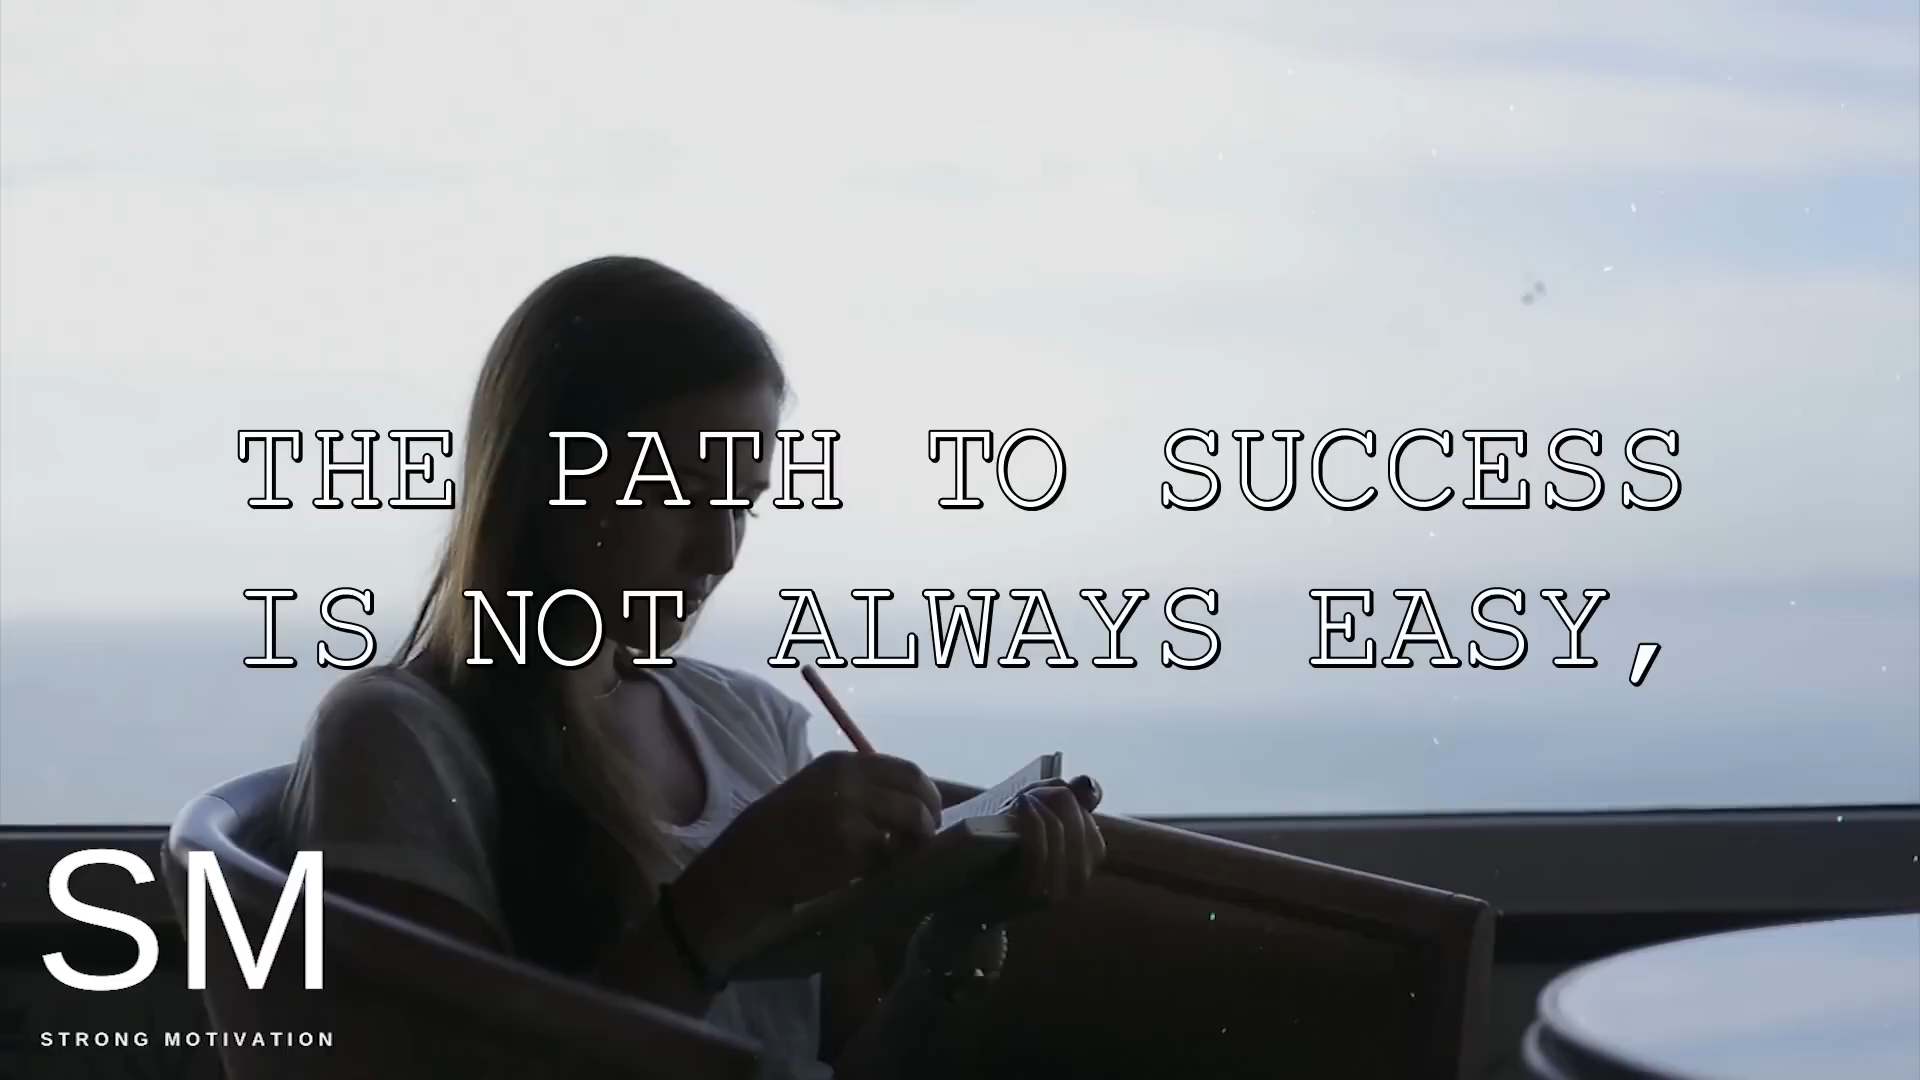 THE PATH TO SUCCESS
IS NOT ALWAYS EASY,
SM
STRONG MOTIVATION